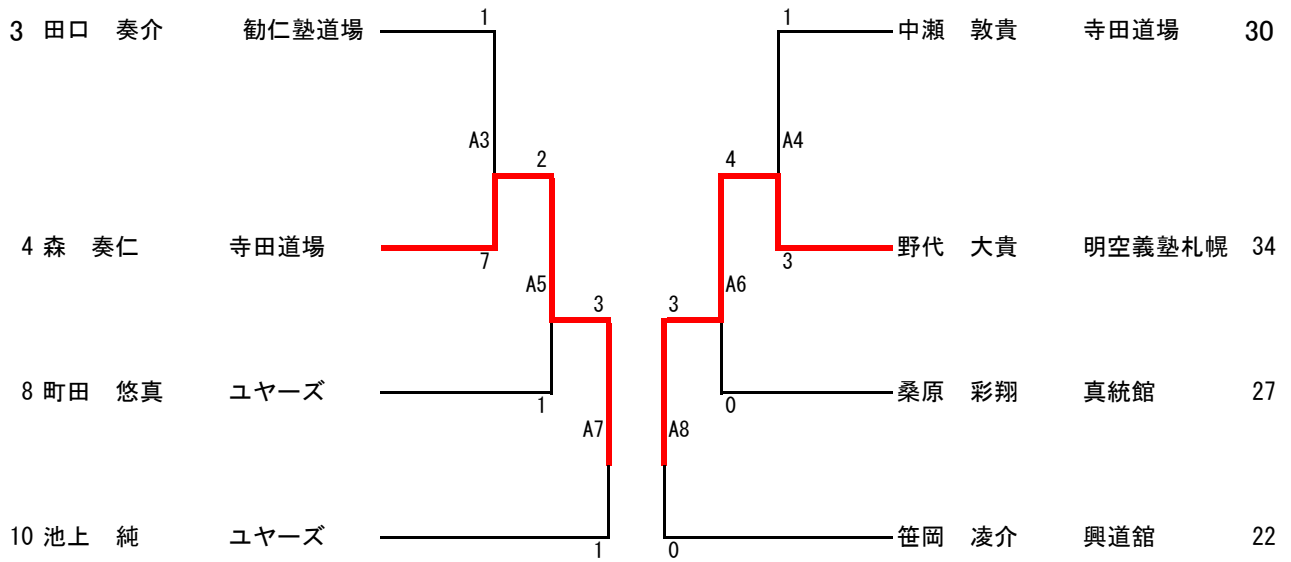 1 1
3 田口 奏介 勧仁塾道場 中瀬 敦貴 寺田道場 30
A3 A4
2 4
4 森 奏仁 寺田道場 野代 大貴 明空義塾札幌 34
7 3
A5 A6
3 3
8 町田 悠真 ユヤーズ 桑原 彩翔 真統館 27
1 0
A7 A8
10 池上 純 ユヤーズ 笹岡 凌介 興道舘 22
1 0